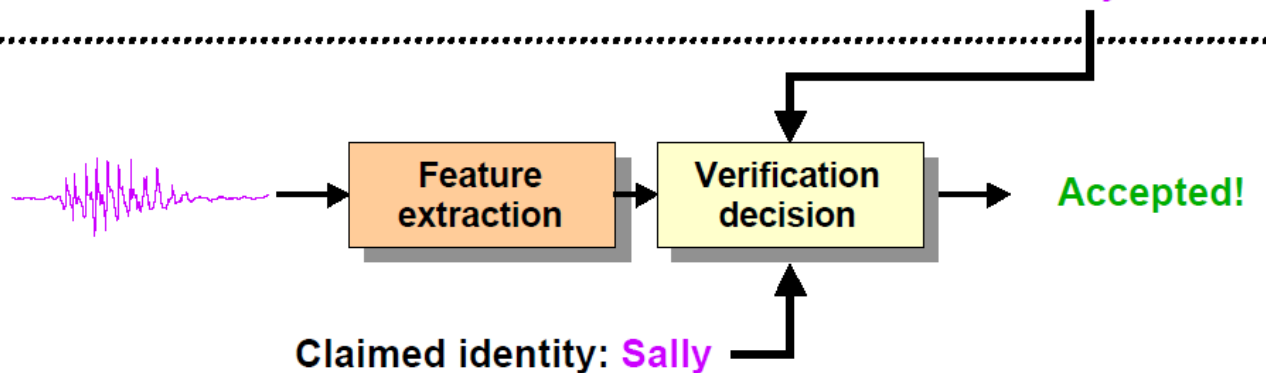 Feature
extraction
Verification
decision
Accepted!
Claimed identity: Sally